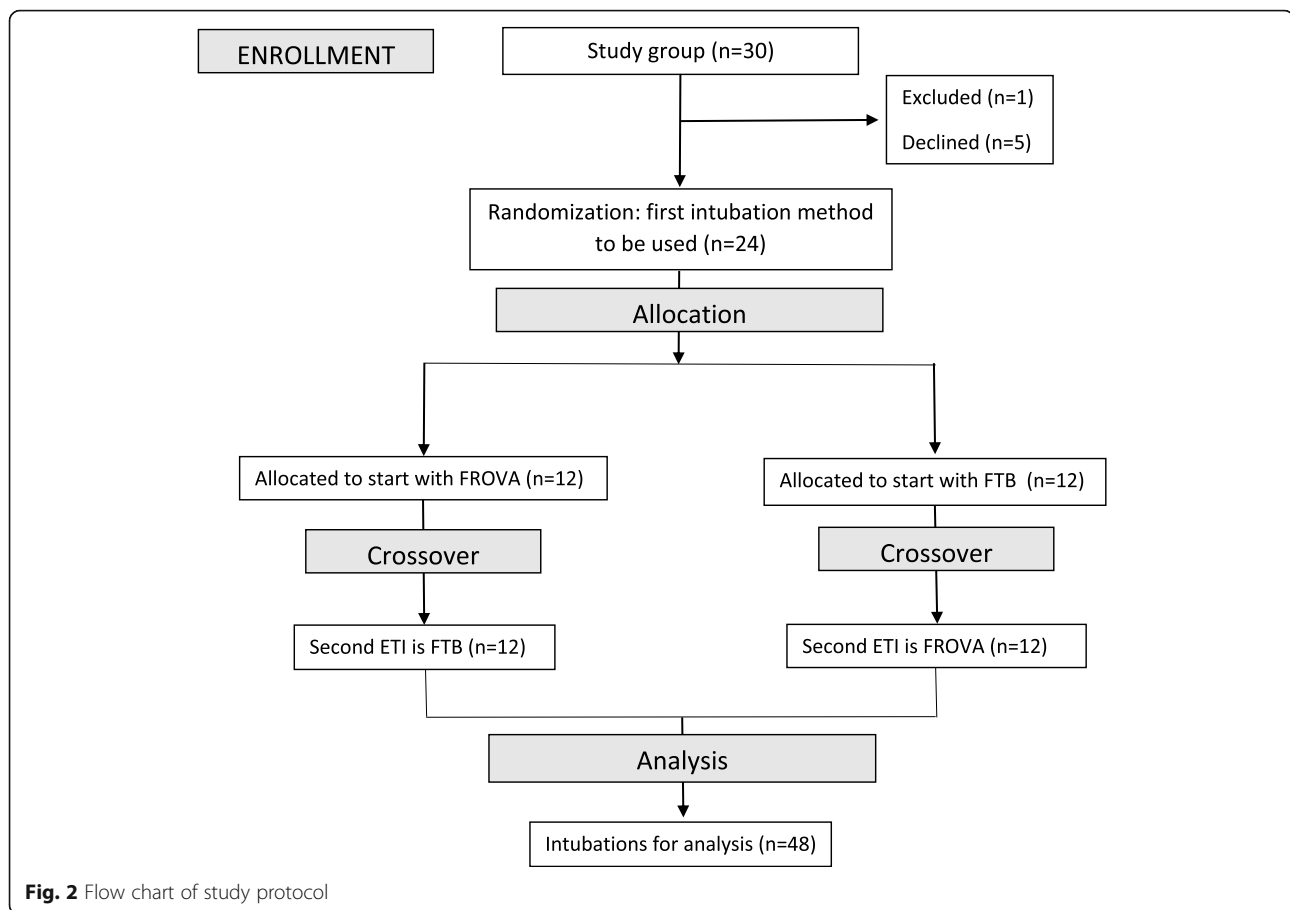 ENROLLMENT
Study group (n=30)
Excluded (n=1)
Declined (n=5)
Randomization: first intubation method
to be used (n=24)
Allocation
Allocated to start with FROVA (n=12)
Allocated to start with FTB (n=12)
Crossover
Crossover
Second ETI is FTB (n=12)
Second ETI is FROVA (n=12)
Analysis
Intubations for analysis (n=48)
Fig. 2 Flow chart of study protocol